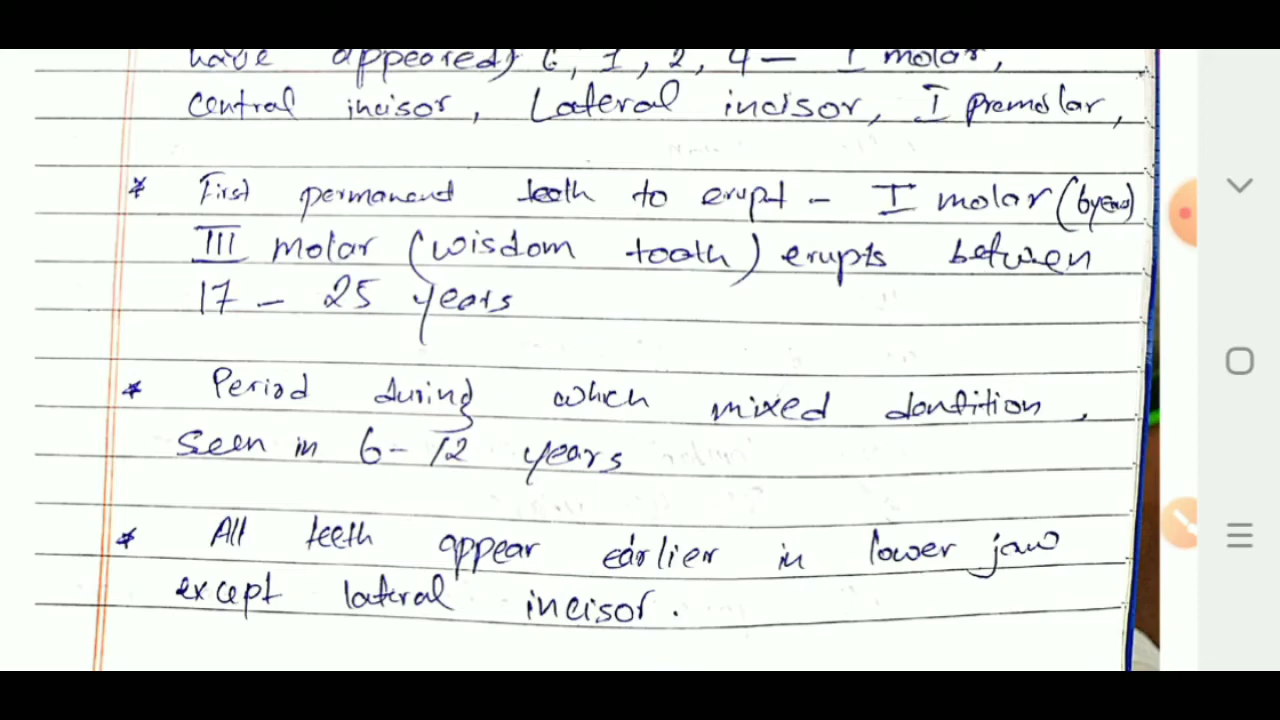 have appeared) 6, 1, 2, 4 – I molar,
central incisor, Lateral incisor, I premolar,
* First permanent teeth to erupt – I molar (6years)
III molar (wisdom tooth) erupts between
17 – 25 years
* Period during which mixed dentition,
seen in 6 – 12 years
* All teeth appear earlier in lower jaw
except lateral incisor.